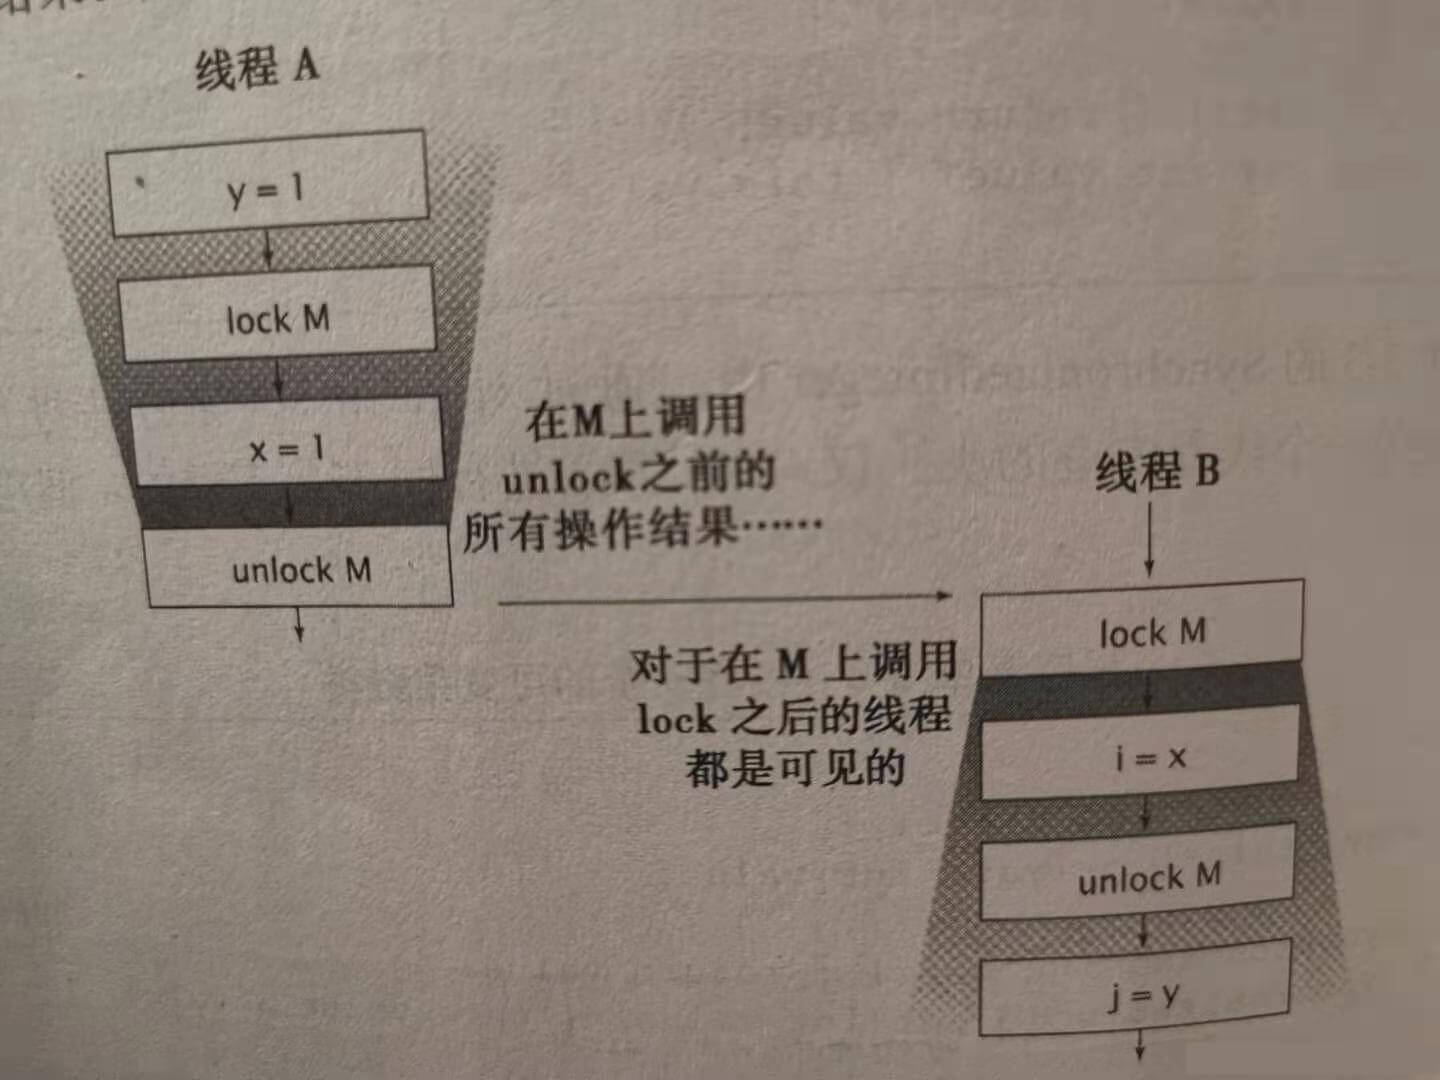 线程 A
y = 1
lock M
x = 1
unlock M
在M上调用
unlock之前的
所有操作结果……
对于在 M 上调用
lock 之后的线程
都是可见的
线程 B
lock M
i = x
unlock M
j = y